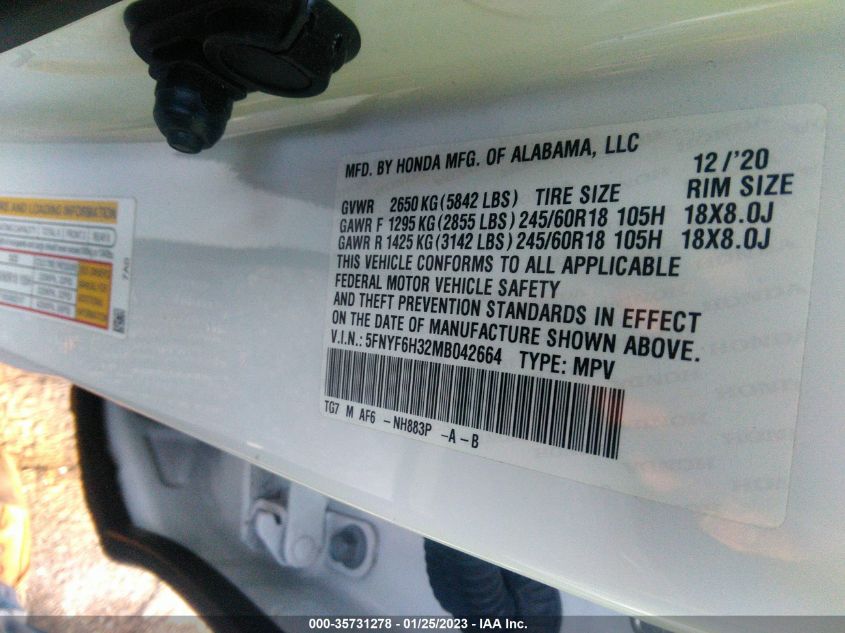 MFD. BY HONDA MFG. OF ALABAMA, LLC 12/'20
GVWR 2650 KG (5842 LBS) TIRE SIZE RIM SIZE
GAWR F 1295 KG (2855 LBS) 245/60R18 105H 18X8.0J
GAWR R 1425 KG (3142 LBS) 245/60R18 105H 18X8.0J
THIS VEHICLE CONFORMS TO ALL APPLICABLE
FEDERAL MOTOR VEHICLE SAFETY
AND THEFT PREVENTION STANDARDS IN EFFECT
ON THE DATE OF MANUFACTURE SHOWN ABOVE.
V.I.N.: 5FNYF6H32MB042664 TYPE: MPV
TG7 M AF6 -NH883P -A-B
AND LOADING INFORMATION
000-35731278 - 01/25/2023 - IAA Inc.